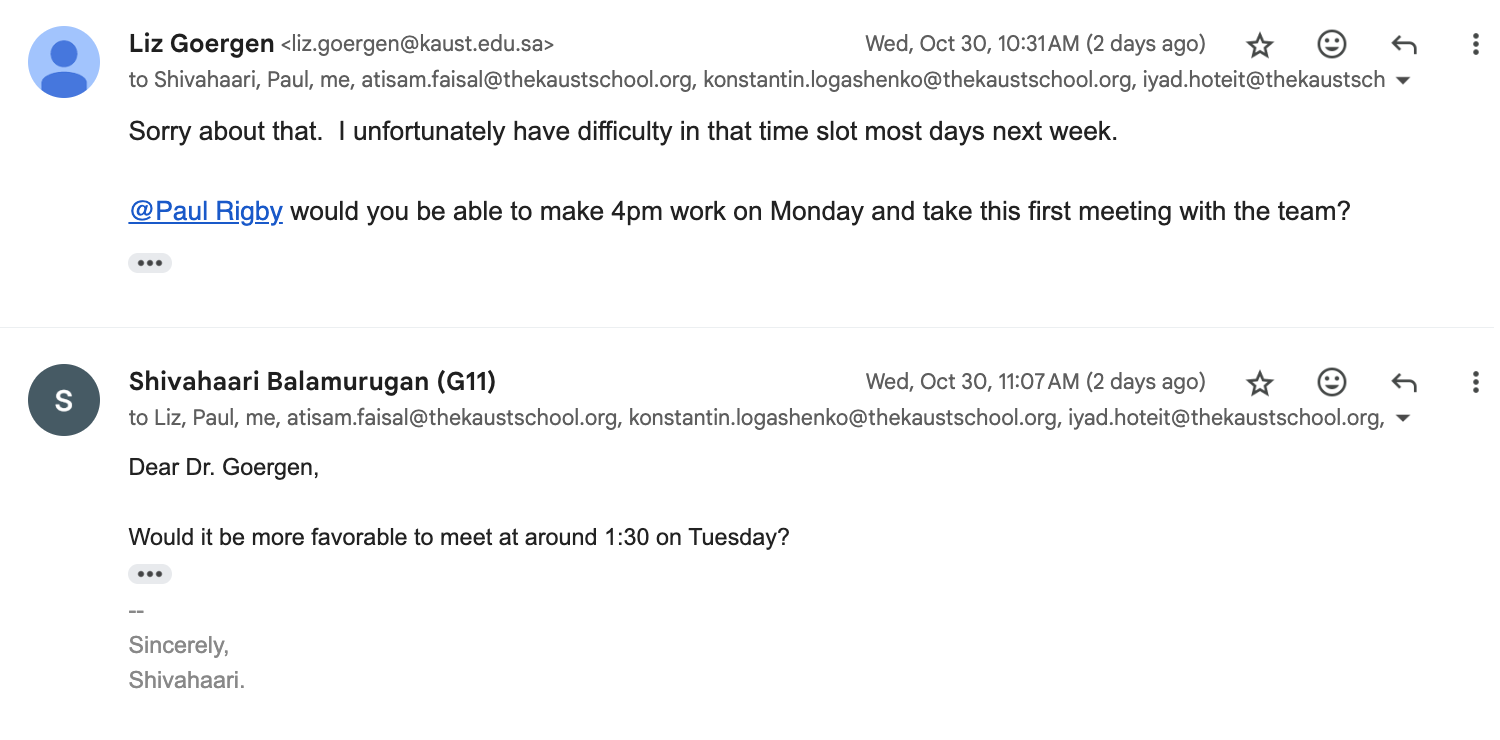 Liz Goergen <liz.goergen@kaust.edu.sa> Wed, Oct 30, 10:31 AM (2 days ago)
to Shivahaari, Paul, me, atisam.faisal@thekaustschool.org, konstantin.logashenko@thekaustschool.org, iyad.hoteit@thekaustsch
Sorry about that.  I unfortunately have difficulty in that time slot most days next week.
@Paul Rigby would you be able to make 4pm work on Monday and take this first meeting with the team?
S
Shivahaari Balamurugan (G11) Wed, Oct 30, 11:07 AM (2 days ago)
to Liz, Paul, me, atisam.faisal@thekaustschool.org, konstantin.logashenko@thekaustschool.org, iyad.hoteit@thekaustschool.org,
Dear Dr. Goergen,
Would it be more favorable to meet at around 1:30 on Tuesday?
--
Sincerely,
Shivahaari.